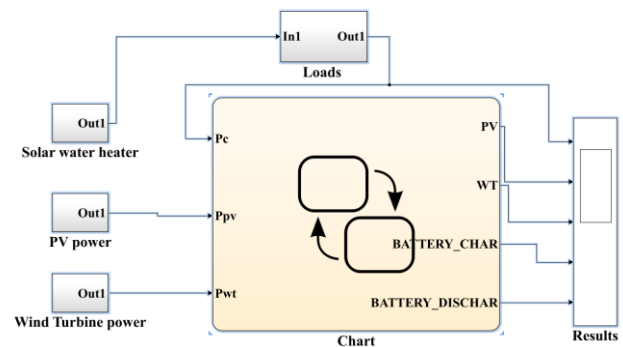 In1 Out1
Loads
Out1
Solar water heater
Out1
PV power
Out1
Wind Turbine power
Pc
Ppv
Pwt
PV
WT
BATTERY_CHAR
BATTERY_DISCHAR
Chart
Results